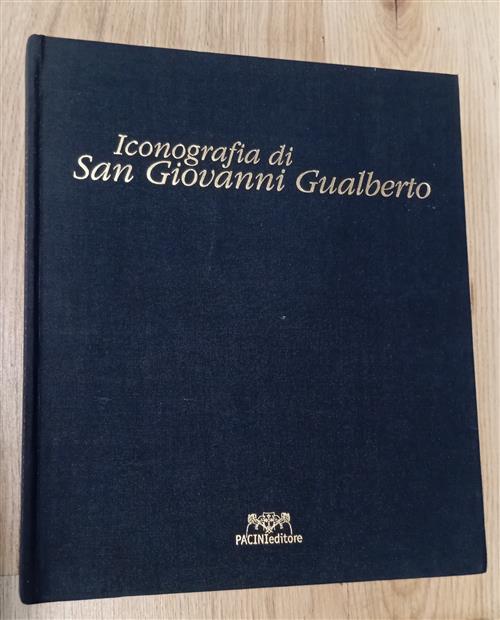 Iconografia di
San Giovanni Gualberto
PACINIeditore